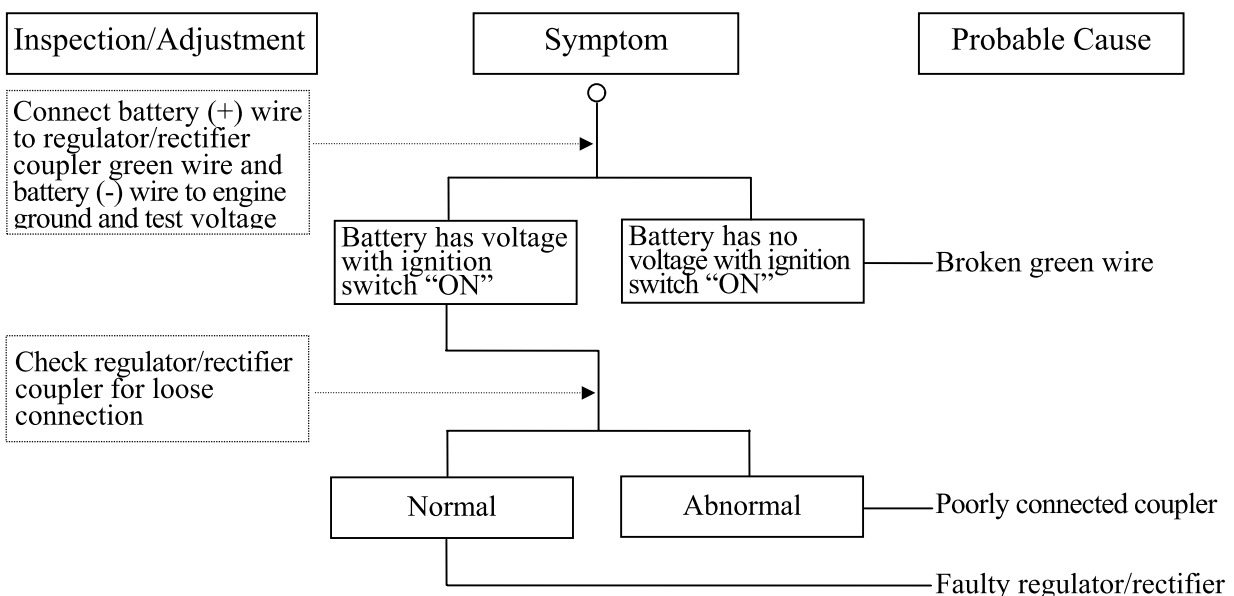 Inspection/Adjustment
Symptom
Probable Cause
Connect battery (+) wire
to regulator/rectifier
coupler green wire and
battery (-) wire to engine
ground and test voltage
Battery has voltage
with ignition
switch “ON”
Battery has no
voltage with ignition
switch “ON”
Broken green wire
Check regulator/rectifier
coupler for loose
connection
Normal
Abnormal
Poorly connected coupler
Faulty regulator/rectifier